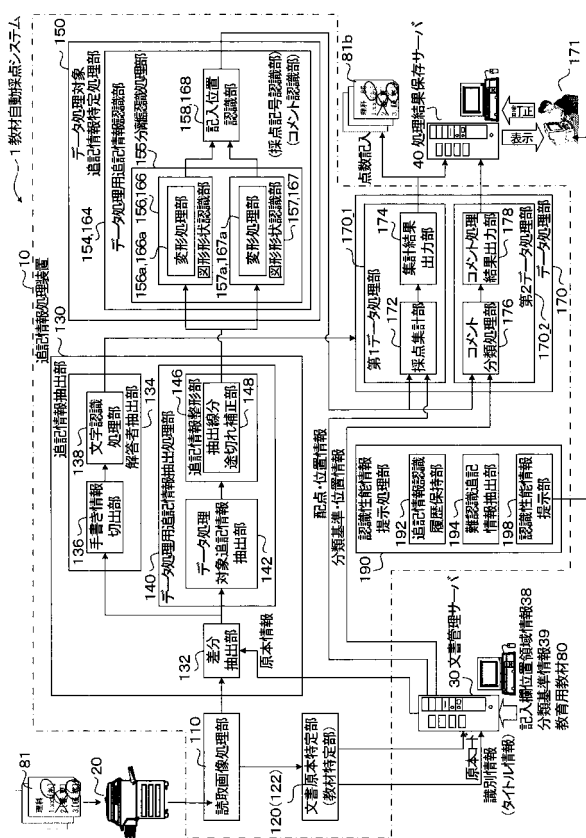 1 教材自動採点システム
10
追記情報処理装置
81
理科
20
110
読取画像処理部
120(122)
文書原本特定部
(教材特定部)
130
追記情報抽出部
132
差分
抽出部
原本情報
134
解答者抽出部
136
手書き情報
切出部
138
文字認識
処理部
140
データ処理用追記情報抽出処理部
142
データ処理
対象追記情報
抽出部
146
追記情報整形部
148
抽出線分
途切れ補正部
150
データ処理対象
追記情報特定処理部
154,164
データ処理用追記情報認識部
(採点記号認識部)
(コメント認識部)
155
156,166
図形形状認識部
156a,166a
変形処理部
157,167
図形形状認識部
157a,167a
変形処理部
158,168
記入位置
認識部
170
データ処理部
170_1
第1データ処理部
172
採点集計部
174
集計結果
出力部
170_2
第2データ処理部
176
コメント
分類処理部
178
コメント処理
結果出力部
配点・位置情報
分類基準・位置情報
190
認識性能情報
提示処理部
192
追記情報認識
履歴保持部
194
難認識追記
情報抽出部
198
認識性能情報
提示部
30 文書管理サーバ
原本
識別情報
(タイトル情報)
記入欄位置領域情報38
分類基準情報39
教育用教材80
81b
理科
点数記入
40 処理結果保存サーバ
訂正
表示
171